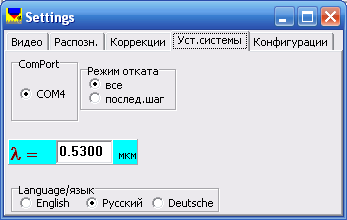 Settings
Видео Распозн. Коррекции Уст.системы Конфигурации
ComPort
COM4
Режим отката
все
послед.шаг
λ = 0.5300 мкм
Language/язык
English Русский Deutsche